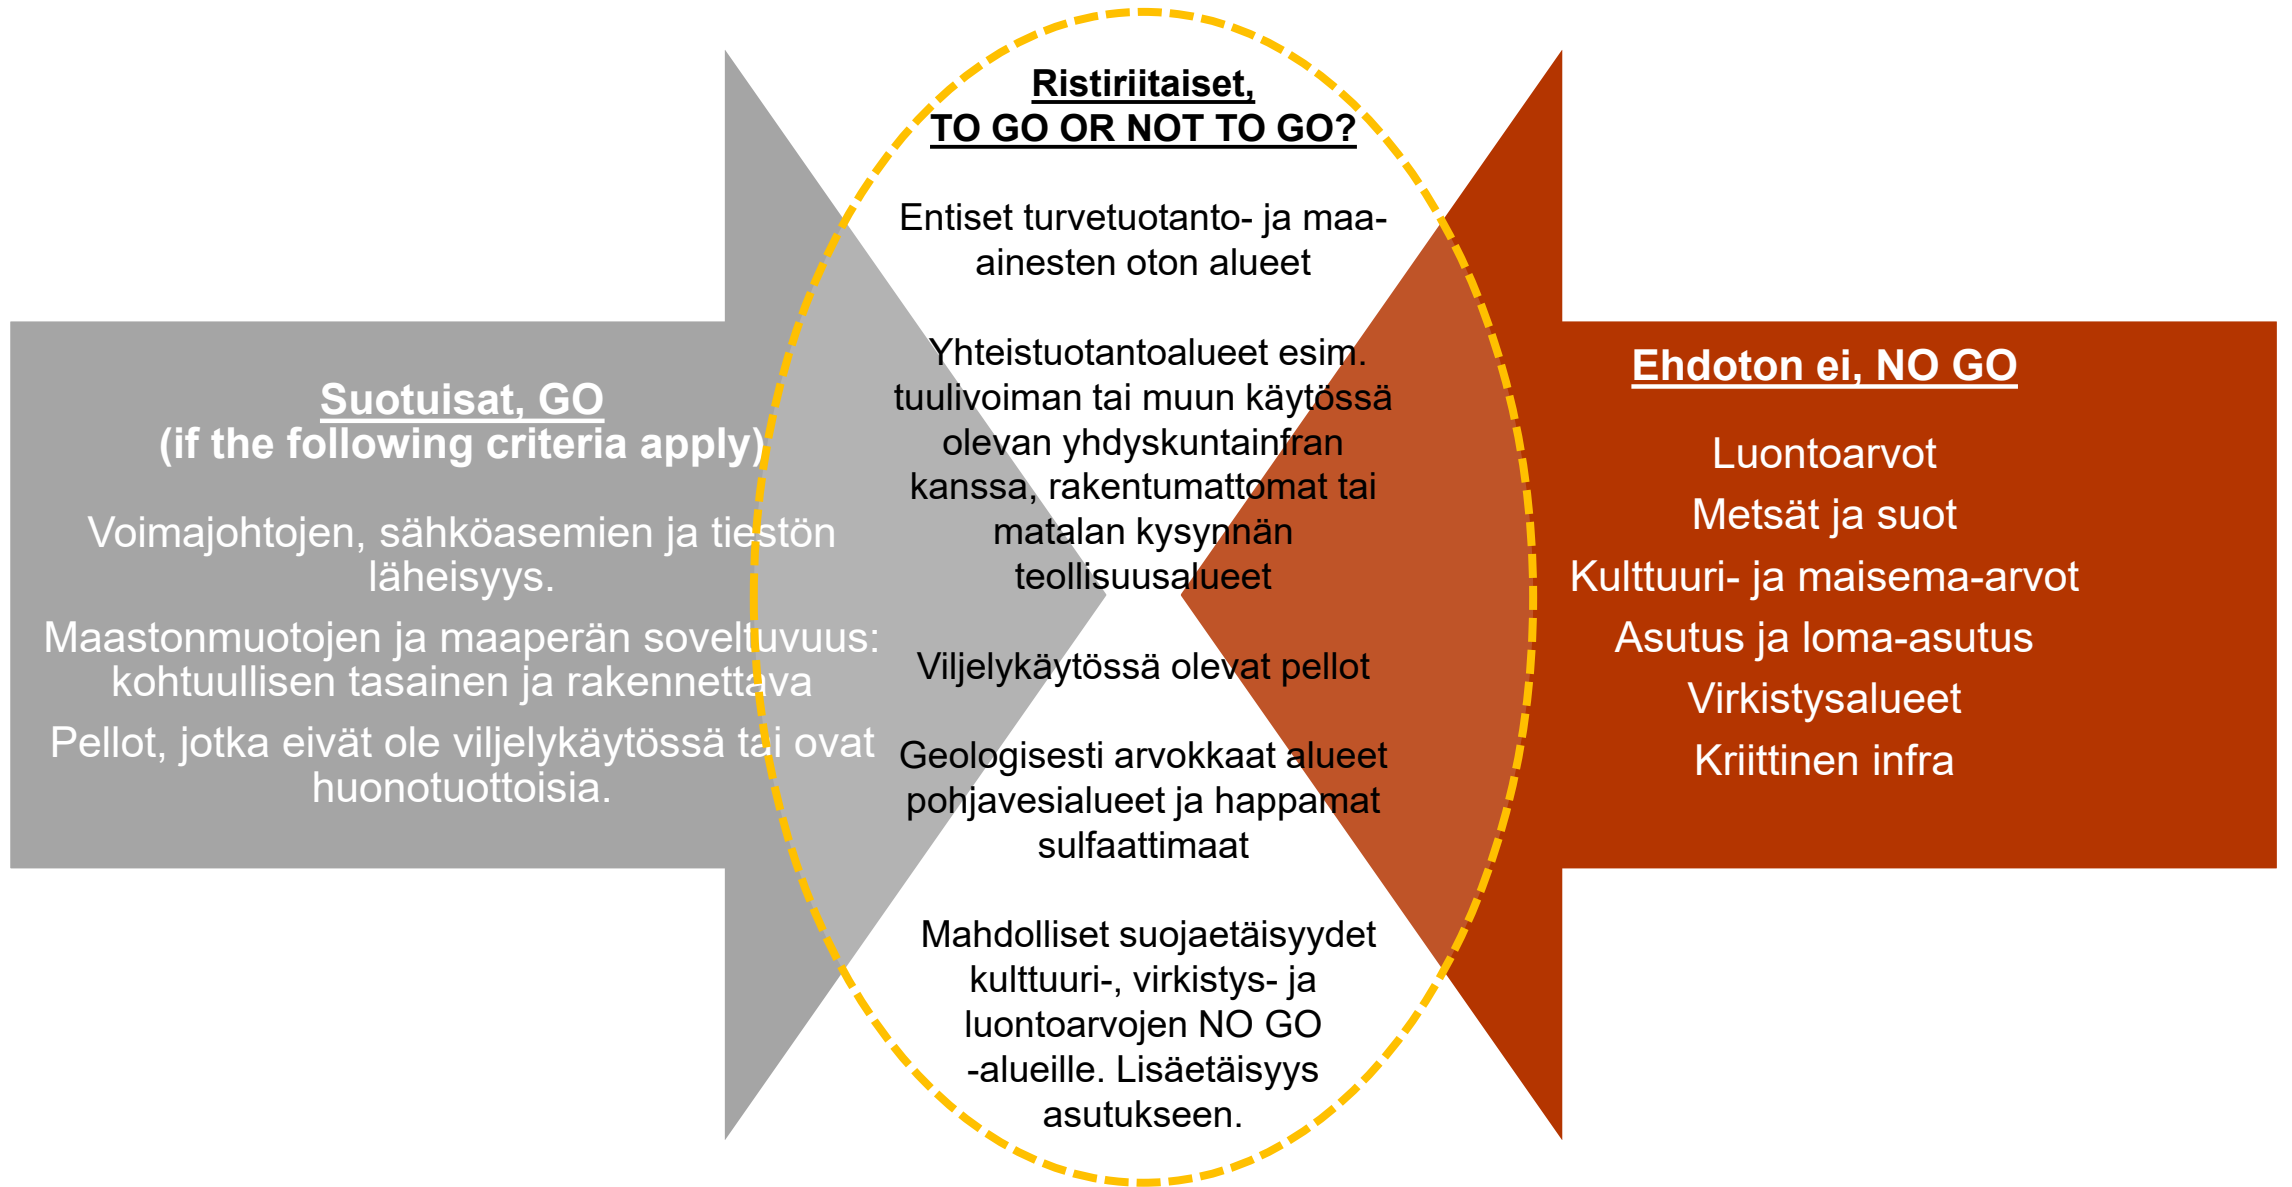 Suotuisat, GO
(if the following criteria apply)
Voimajohtojen, sähköasemien ja tiestön
läheisyys.
Maastonmuotojen ja maaperän soveltuvuus:
kohtuullisen tasainen ja rakennettava
Pellot, jotka eivät ole viljelykäytössä tai ovat
huonotuottoisia.
Ristiriitaiset,
TO GO OR NOT TO GO?
Entiset turvetuotanto- ja maa-
ainesten oton alueet
Yhteistuotantoalueet esim.
tuulivoiman tai muun käytössä
olevan yhdyskuntainfran
kanssa, rakentumattomat tai
matalan kysynnän
teollisuusalueet
Viljelykäytössä olevat pellot
Geologisesti arvokkaat alueet
pohjavesialueet ja happamat
sulfaattimaat
Mahdolliset suojaetäisyydet
kulttuuri-, virkistys- ja
luontoarvojen NO GO
-alueille. Lisäetäisyys
asutukseen.
Ehdoton ei, NO GO
Luontoarvot
Metsät ja suot
Kulttuuri- ja maisema-arvot
Asutus ja loma-asutus
Virkistysalueet
Kriittinen infra